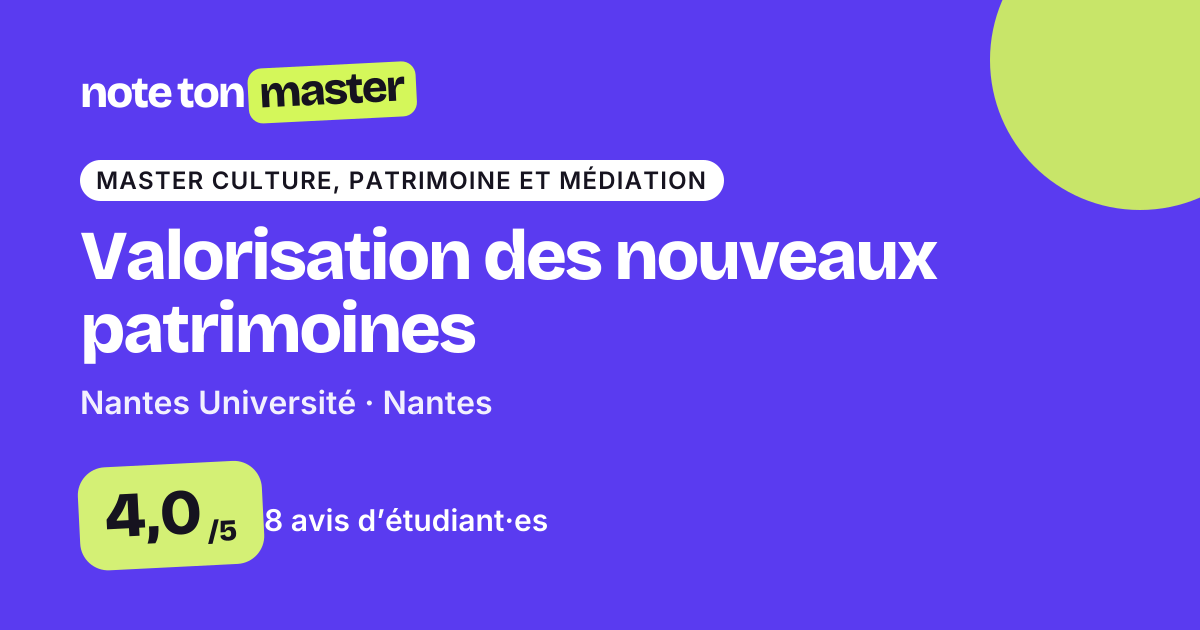 note ton master
MASTER CULTURE, PATRIMOINE ET MÉDIATION
Valorisation des nouveaux
patrimoines
Nantes Université · Nantes
4,0 /5 8 avis d’étudiant·es